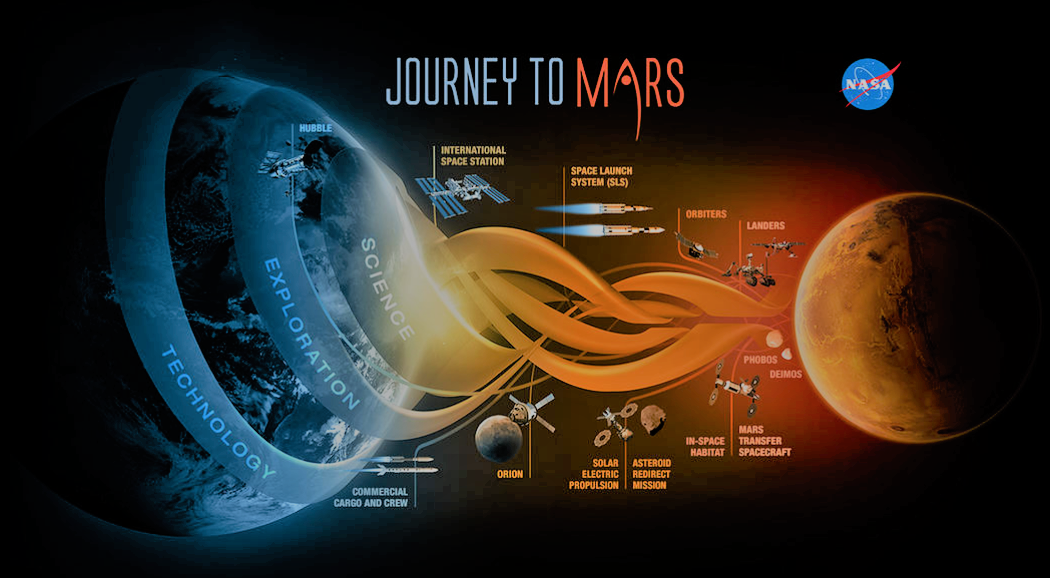 JOURNEY TO MARS
NASA
HUBBLE
INTERNATIONAL
SPACE STATION
SPACE LAUNCH
SYSTEM (SLS)
ORBITERS
LANDERS
SCIENCE
EXPLORATION
TECHNOLOGY
PHOBOS
DEIMOS
COMMERCIAL
CARGO AND CREW
ORION
SOLAR
ELECTRIC
PROPULSION
ASTEROID
REDIRECT
MISSION
IN-SPACE
HABITAT
MARS
TRANSFER
SPACECRAFT